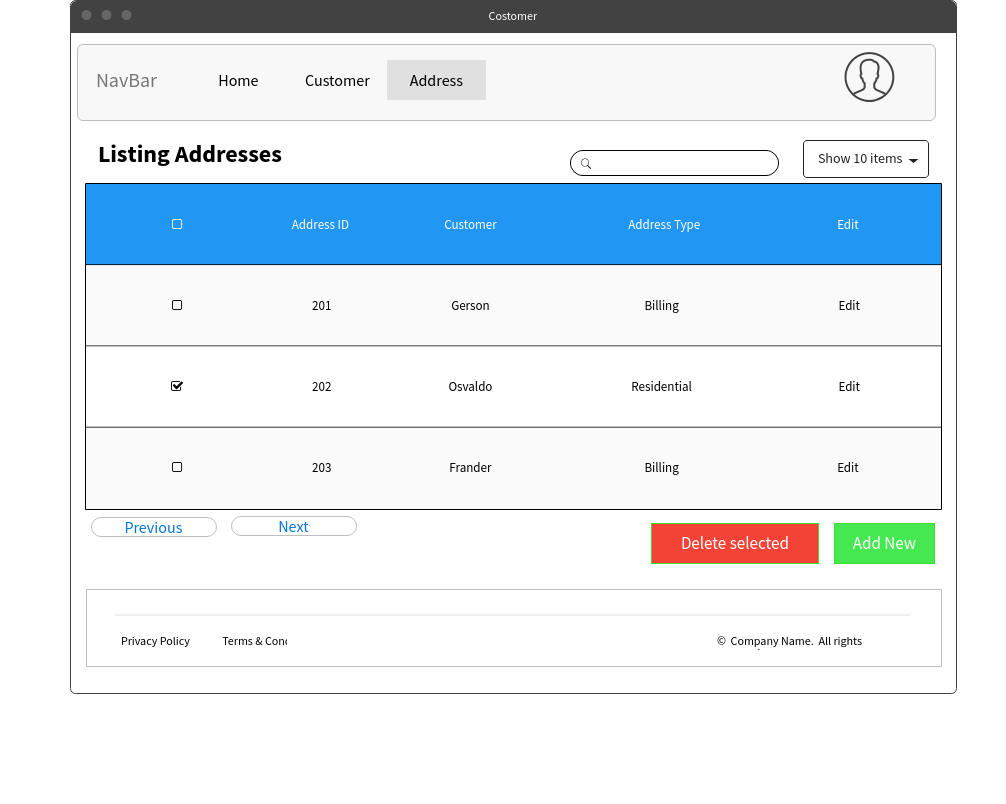 Costomer
NavBar Home Customer Address
Listing Addresses
Show 10 items
Address ID Customer Address Type Edit
201 Gerson Billing Edit
202 Osvaldo Residential Edit
203 Frander Billing Edit
Previous Next
Delete selected Add New
Privacy Policy Terms & Con © Company Name. All rights